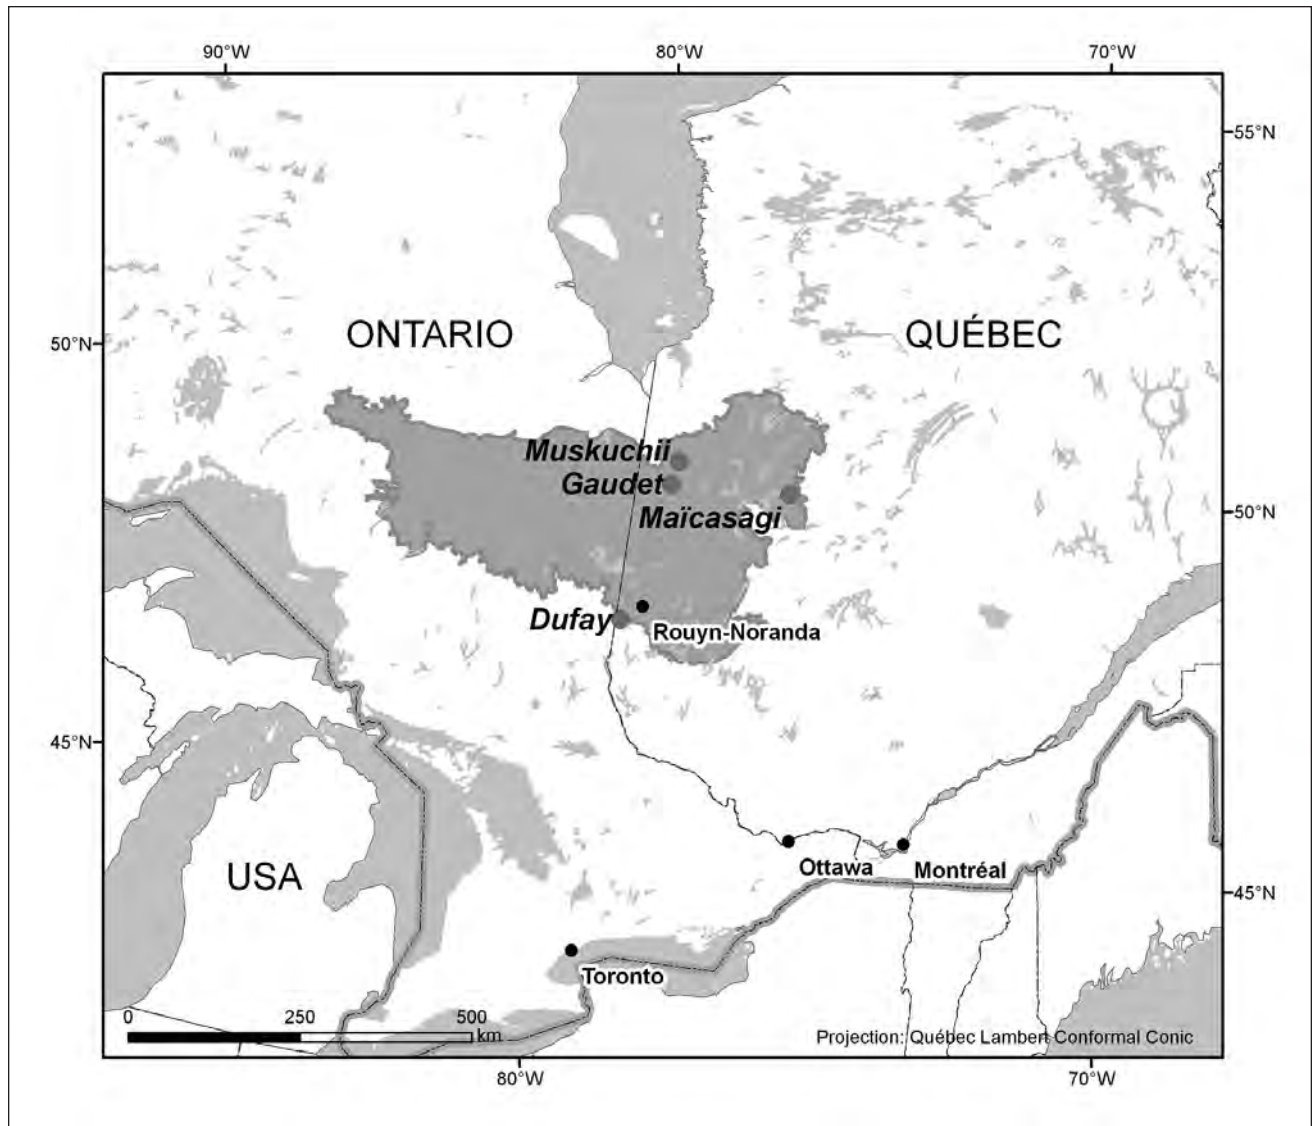 90°W 80°W 70°W
55°N
ONTARIO QUÉBEC
50°N
Muskuchii
Gaudet
Maïcasagi
50°N
Dufay
Rouyn-Noranda
45°N
USA
Ottawa Montréal
45°N
Toronto
0 250 500
km
Projection: Québec Lambert Conformal Conic
80°W 70°W